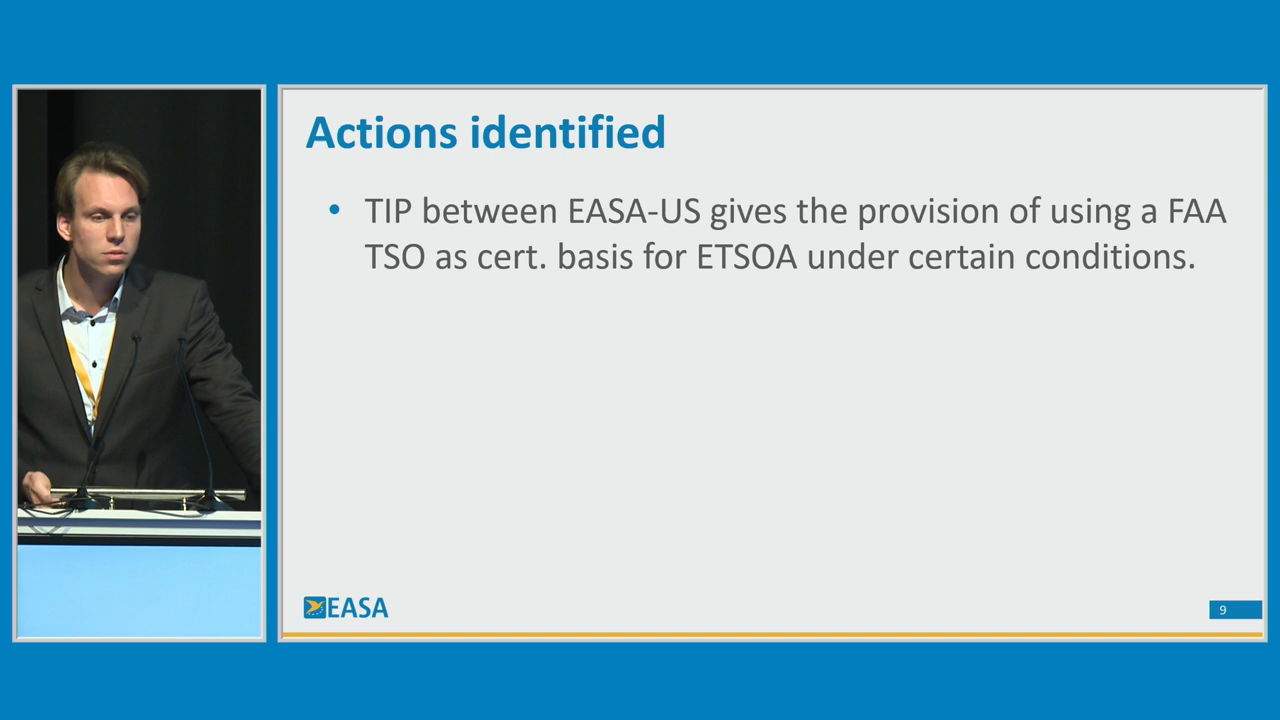 Actions identified
• TIP between EASA-US gives the provision of using a FAA
TSO as cert. basis for ETSOA under certain conditions.
EASA
9